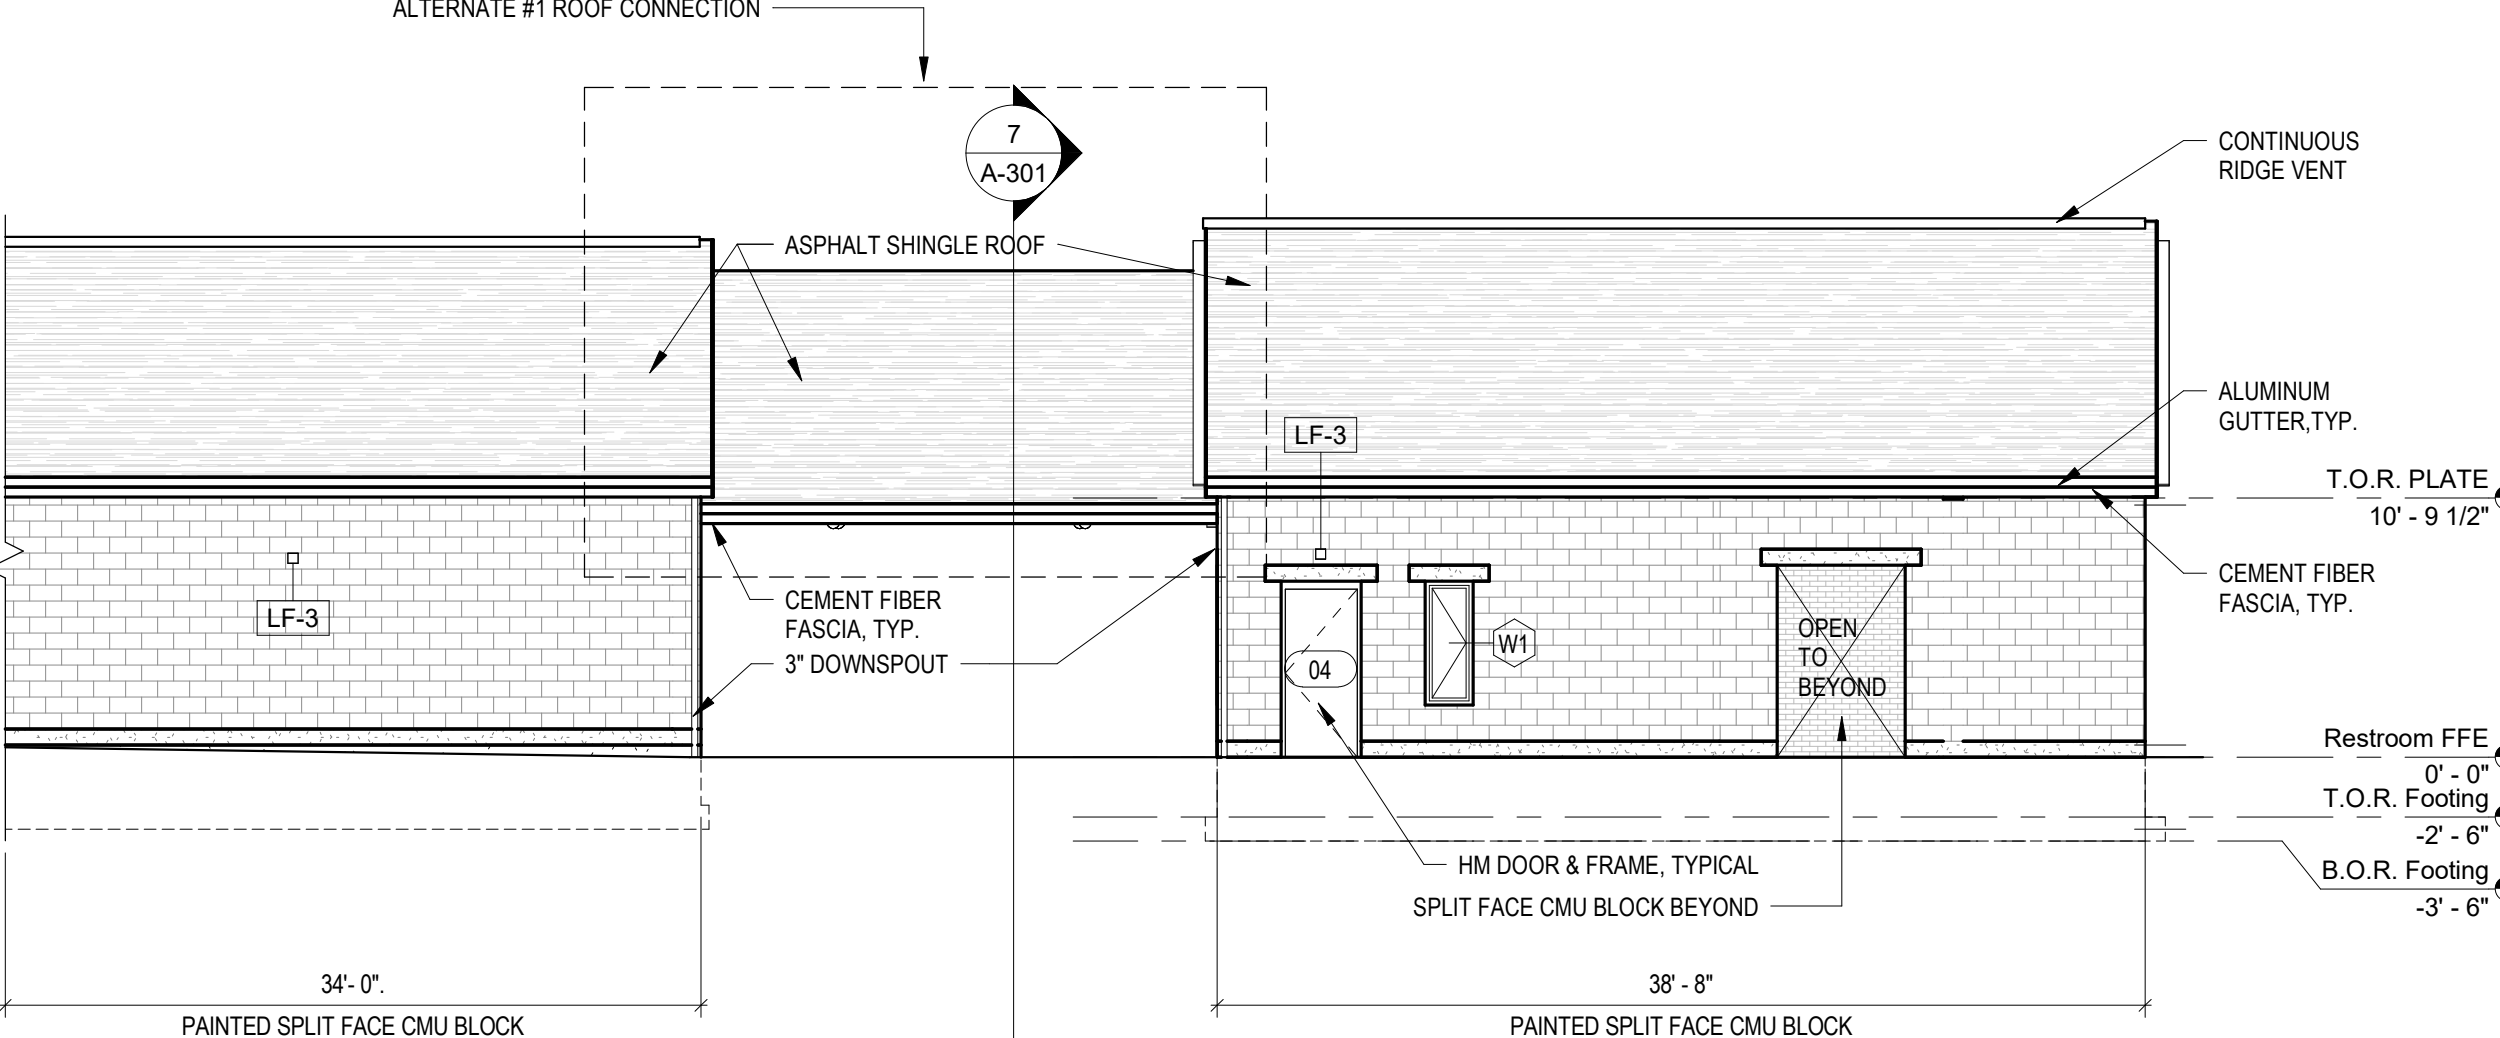 ALTERNATE #1 ROOF CONNECTION
7
A-301
CONTINUOUS
RIDGE VENT
ASPHALT SHINGLE ROOF
ALUMINUM
GUTTER,TYP.
LF-3
T.O.R. PLATE
10' - 9 1/2"
CEMENT FIBER
FASCIA, TYP.
CEMENT FIBER
FASCIA, TYP.
LF-3
OPEN
TO
BEYOND
W1
3" DOWNSPOUT
04
Restroom FFE
0' - 0"
T.O.R. Footing
-2' - 6"
HM DOOR & FRAME, TYPICAL
B.O.R. Footing
-3' - 6"
SPLIT FACE CMU BLOCK BEYOND
34'- 0".
38' - 8"
PAINTED SPLIT FACE CMU BLOCK
PAINTED SPLIT FACE CMU BLOCK